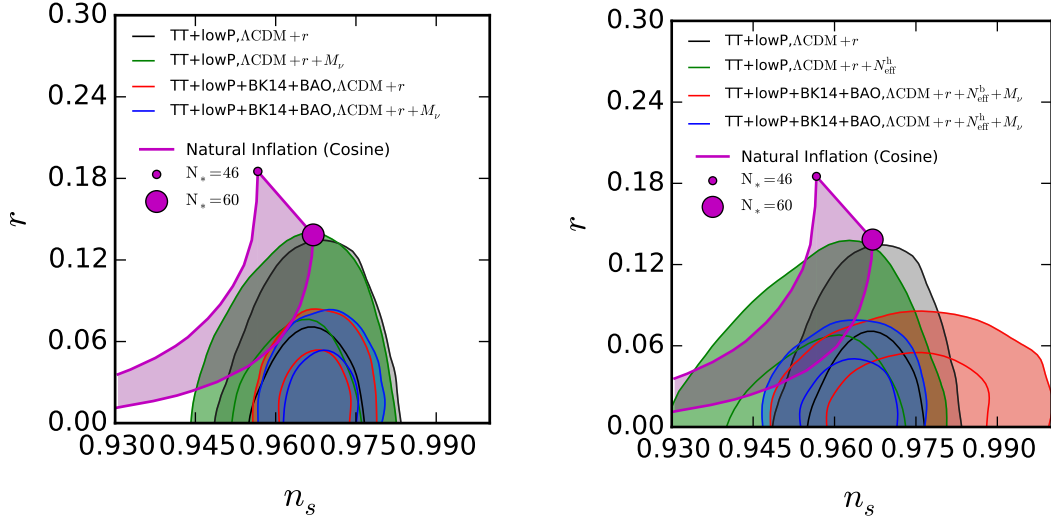 0.30
0.24
0.18
0.12
0.06
0.00
r
TT+lowP,ΛCDM+r
TT+lowP,ΛCDM+r+M_ν
TT+lowP+BK14+BAO,ΛCDM+r
TT+lowP+BK14+BAO,ΛCDM+r+M_ν
Natural Inflation (Cosine)
N_*=46
N_*=60
0.930 0.945 0.960 0.975 0.990
n_s
0.30
0.24
0.18
0.12
0.06
0.00
r
TT+lowP,ΛCDM+r
TT+lowP,ΛCDM+r+N_eff^h
TT+lowP+BK14+BAO,ΛCDM+r+N_eff^b+M_ν
TT+lowP+BK14+BAO,ΛCDM+r+N_eff^h+M_ν
Natural Inflation (Cosine)
N_*=46
N_*=60
0.930 0.945 0.960 0.975 0.990
n_s